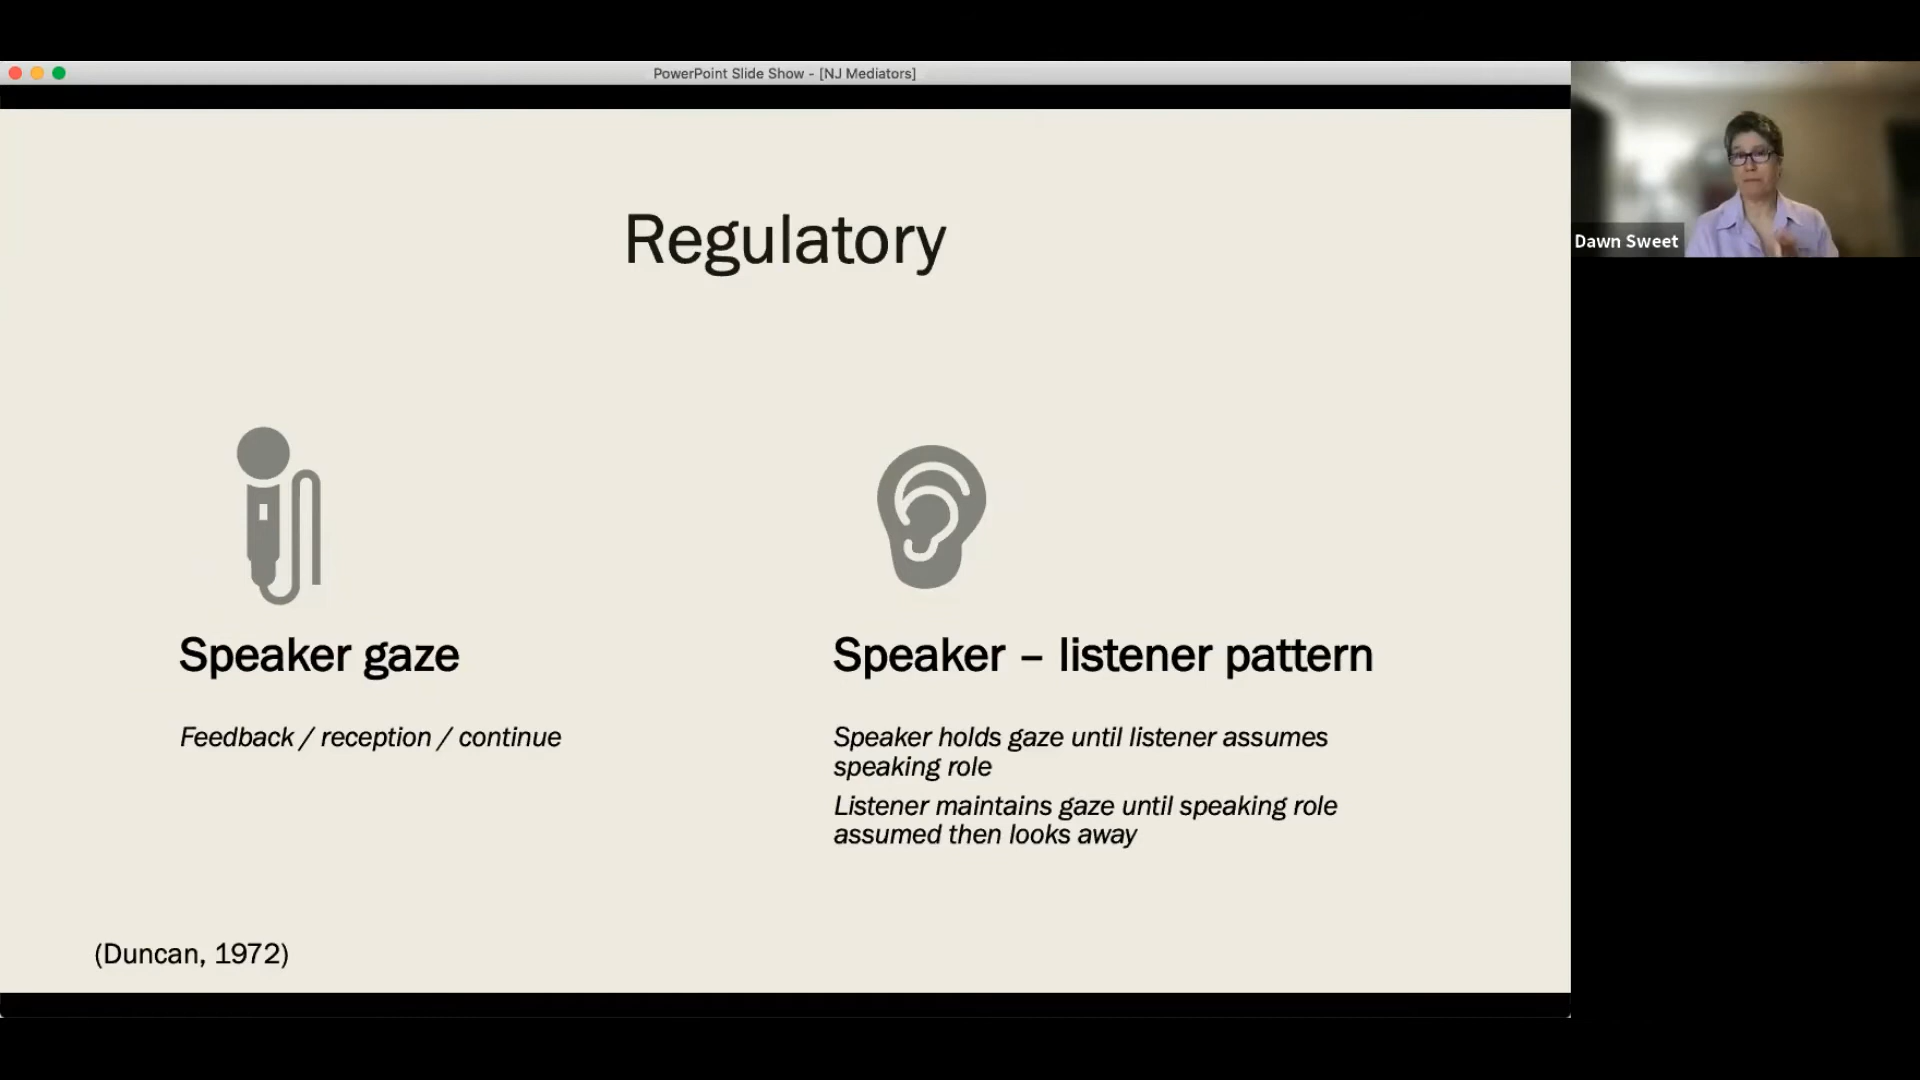 PowerPoint Slide Show - [NJ Mediators]
Regulatory
Speaker gaze
Feedback / reception / continue
Speaker – listener pattern
Speaker holds gaze until listener assumes
speaking role
Listener maintains gaze until speaking role
assumed then looks away
(Duncan, 1972)
Dawn Sweet